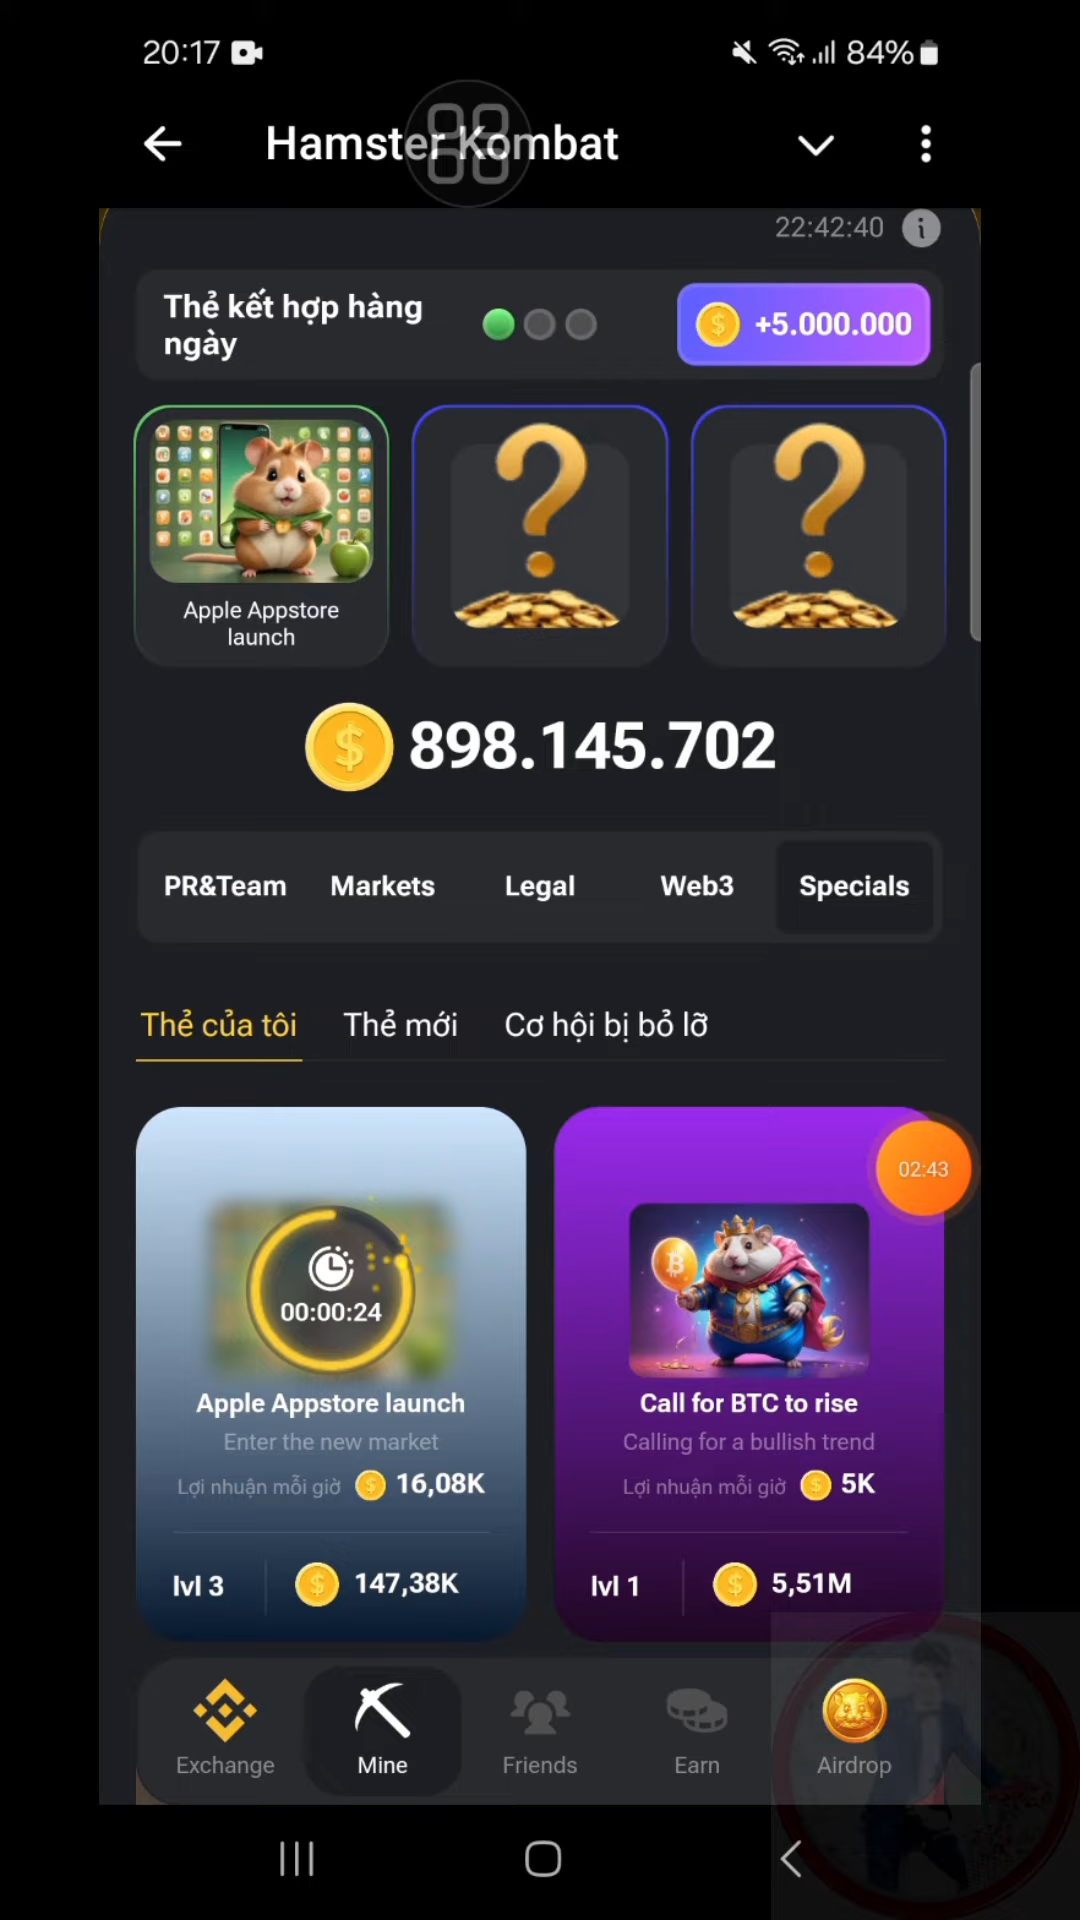 20:17
84%
Hamster Kombat
22:42:40
Thẻ kết hợp hàng
ngày
+5.000.000
Apple Appstore
launch
898.145.702
PR&Team
Markets
Legal
Web3
Specials
Thẻ của tôi
Thẻ mới
Cơ hội bị bỏ lỡ
02:43
00:00:24
Apple Appstore launch
Enter the new market
Lợi nhuận mỗi giờ
16,08K
lvl 3
147,38K
Call for BTC to rise
Calling for a bullish trend
Lợi nhuận mỗi giờ
5K
lvl 1
5,51M
Exchange
Mine
Friends
Earn
Airdrop